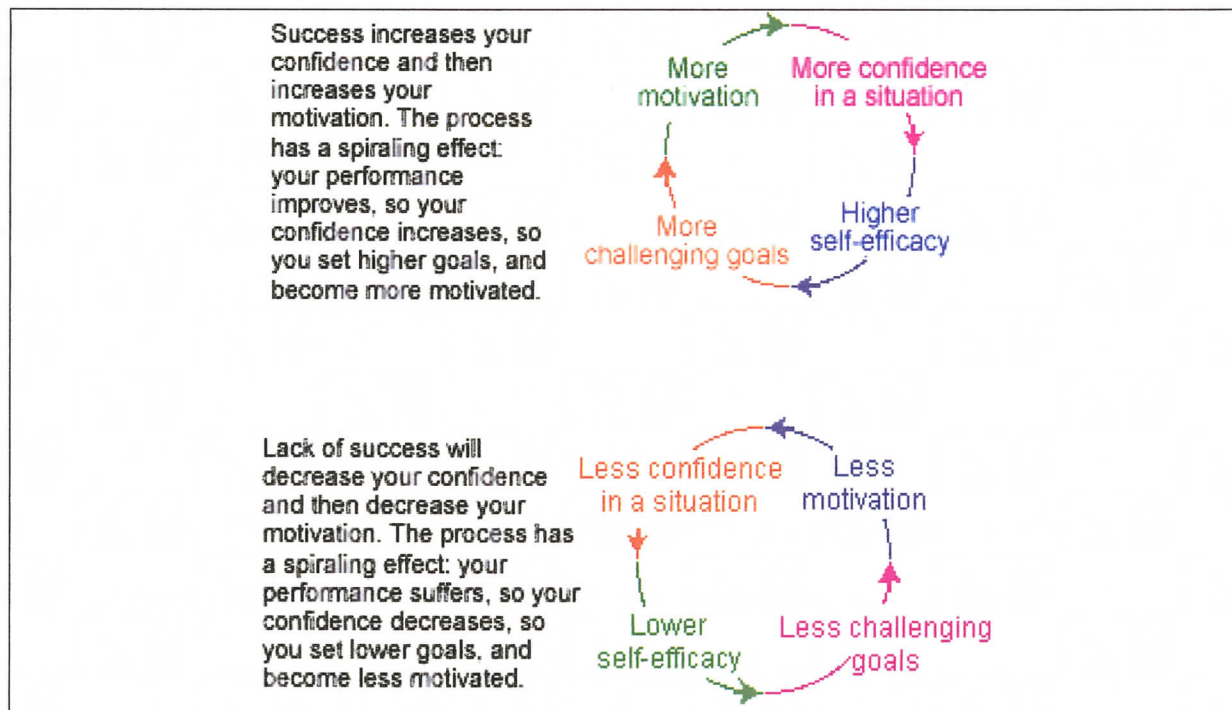 Success increases your
confidence and then
increases your
motivation. The process
has a spiraling effect:
your performance
improves, so your
confidence increases, so
you set higher goals, and
become more motivated.
More
motivation
More confidence
in a situation
Higher
self-efficacy
More
challenging goals
Lack of success will
decrease your confidence
and then decrease your
motivation. The process has
a spiraling effect: your
performance suffers, so your
confidence decreases, so
you set lower goals, and
become less motivated.
Less confidence
in a situation
Less
motivation
Lower
self-efficacy
Less challenging
goals